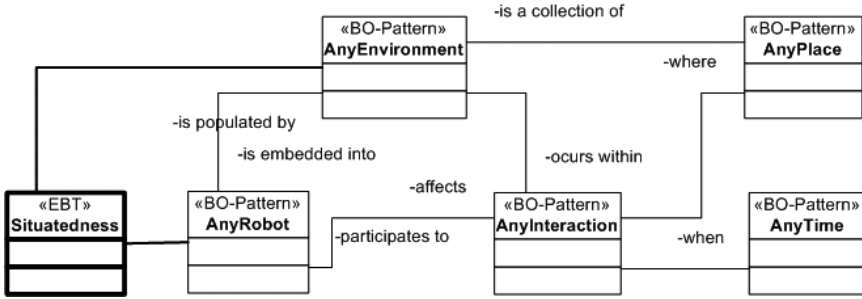 -is a collection of
«BO-Pattern»
AnyEnvironment
«BO-Pattern»
AnyPlace
-where
-is populated by
-is embedded into
-ocurs within
-affects
«EBT»
Situatedness
«BO-Pattern»
AnyRobot
«BO-Pattern»
AnyInteraction
«BO-Pattern»
AnyTime
-participates to
-when